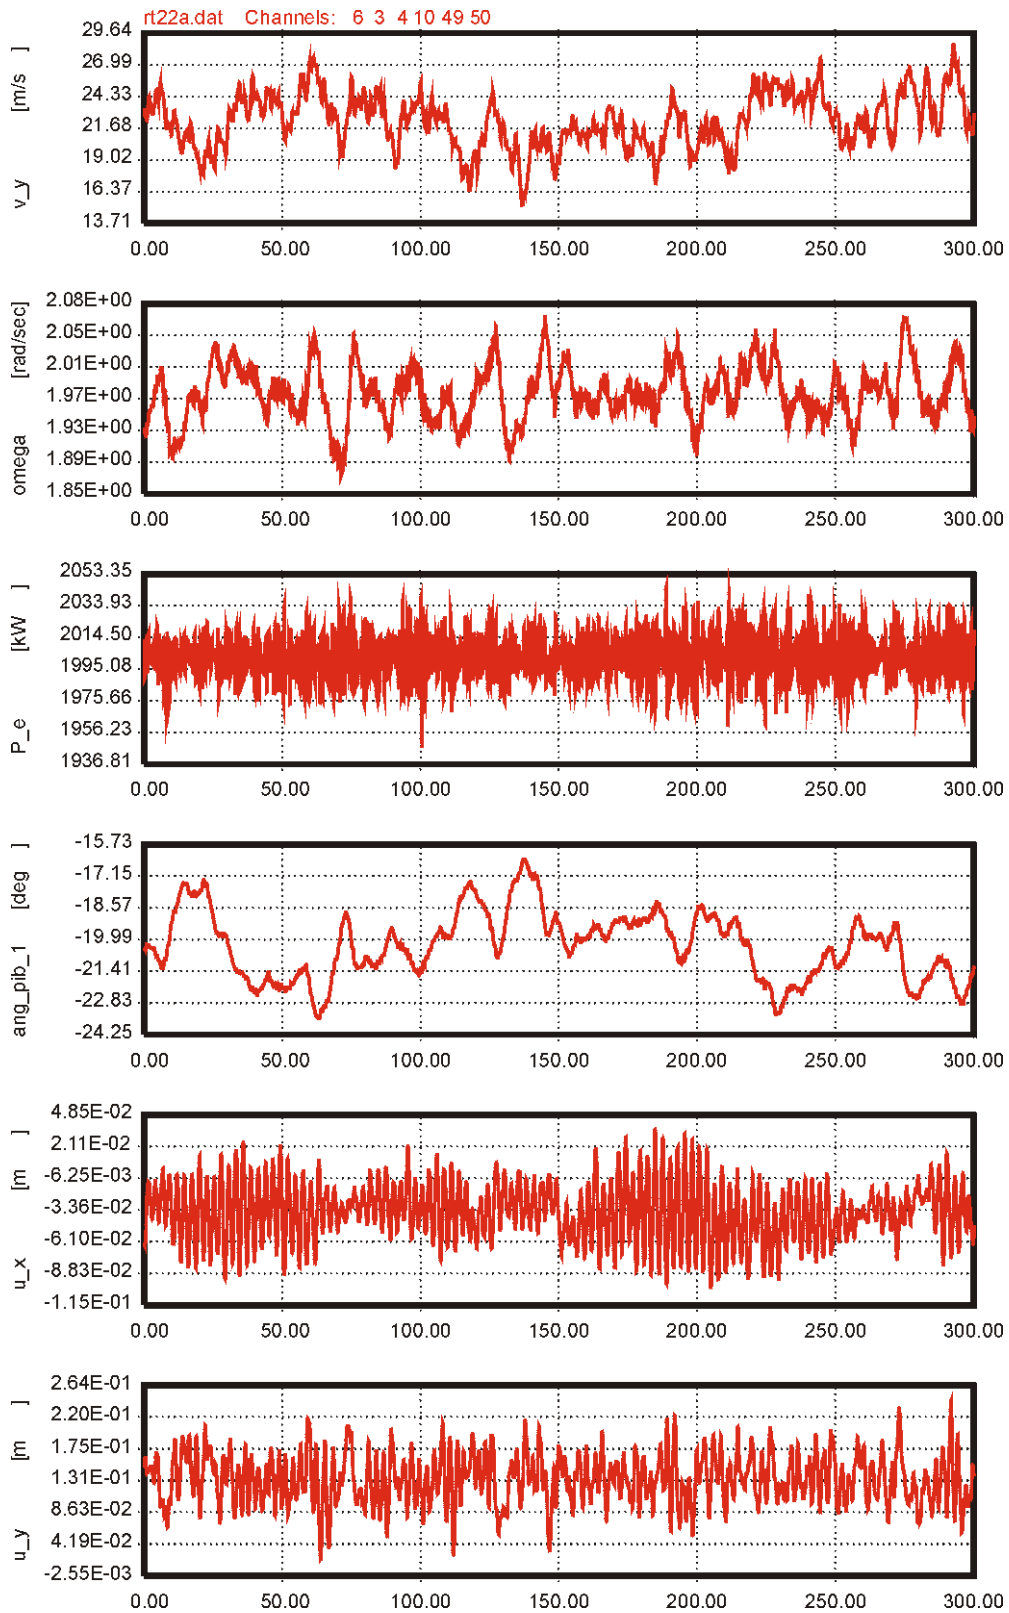 rt22a.dat Channels: 6 3 4 10 49 50
v_y [m/s ]
29.64
26.99
24.33
21.68
19.02
16.37
13.71
0.00 50.00 100.00 150.00 200.00 250.00 300.00
omega [rad/sec]
2.08E+00
2.05E+00
2.01E+00
1.97E+00
1.93E+00
1.89E+00
1.85E+00
0.00 50.00 100.00 150.00 200.00 250.00 300.00
P_e [kW ]
2053.35
2033.93
2014.50
1995.08
1975.66
1956.23
1936.81
0.00 50.00 100.00 150.00 200.00 250.00 300.00
ang_pib_1 [deg ]
-15.73
-17.15
-18.57
-19.99
-21.41
-22.83
-24.25
0.00 50.00 100.00 150.00 200.00 250.00 300.00
u_x [m ]
4.85E-02
2.11E-02
-6.25E-03
-3.36E-02
-6.10E-02
-8.83E-02
-1.15E-01
0.00 50.00 100.00 150.00 200.00 250.00 300.00
u_y [m ]
2.64E-01
2.20E-01
1.75E-01
1.31E-01
8.63E-02
4.19E-02
-2.55E-03
0.00 50.00 100.00 150.00 200.00 250.00 300.00